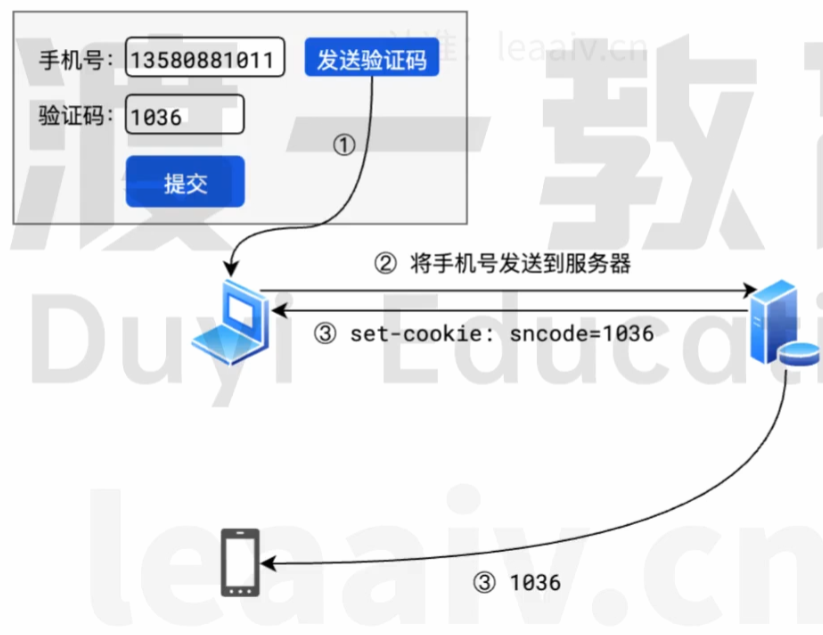 手机号: 13580881011 发送验证码
验证码: 1036
①
提交
② 将手机号发送到服务器
③ set-cookie: sncode=1036
③ 1036
渡一教育
Duyi Educati
leaaiv.cn
leaaiv.cn